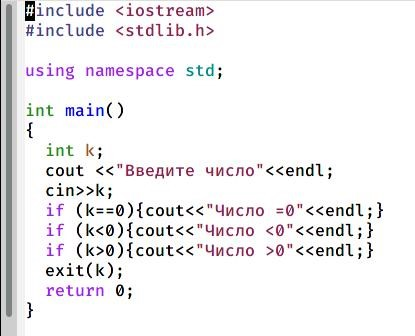 #include <iostream>
#include <stdlib.h>
using namespace std;
int main()
{
int k;
cout <<"Введите число"<<endl;
cin>>k;
if (k==0){cout<<"Число =0"<<endl;}
if (k<0){cout<<"Число <0"<<endl;}
if (k>0){cout<<"Число >0"<<endl;}
exit(k);
return 0;
}